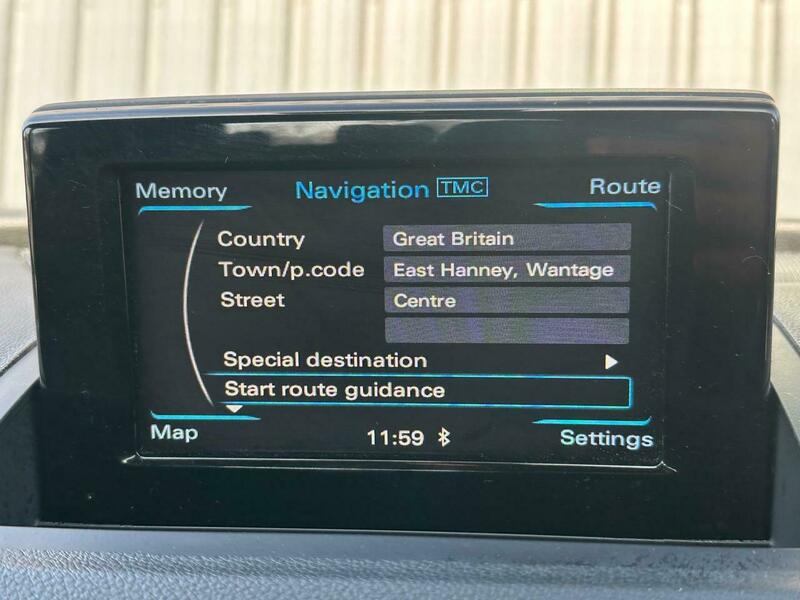 Memory Navigation TMC Route
Country Great Britain
Town/p.code East Hanney, Wantage
Street Centre
Special destination
Start route guidance
Map 11:59 Settings